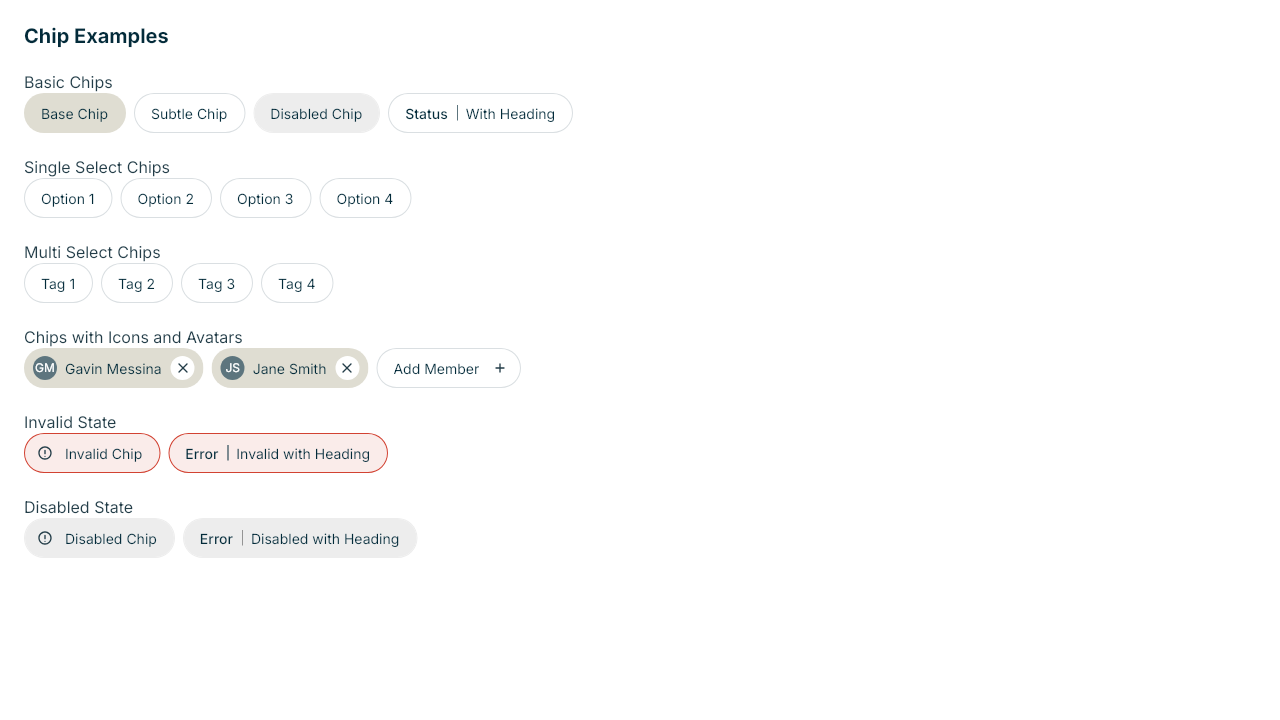 Chip Examples
Basic Chips
Base Chip Subtle Chip Disabled Chip Status | With Heading
Single Select Chips
Option 1 Option 2 Option 3 Option 4
Multi Select Chips
Tag 1 Tag 2 Tag 3 Tag 4
Chips with Icons and Avatars
GM Gavin Messina JS Jane Smith Add Member +
Invalid State
Invalid Chip Error | Invalid with Heading
Disabled State
Disabled Chip Error | Disabled with Heading